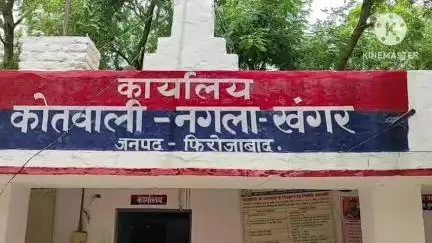 KINEMASTER
कार्यालय
कोतवाली - नगला - खंगर
जनपद - फिरोजाबाद.
कार्यालय